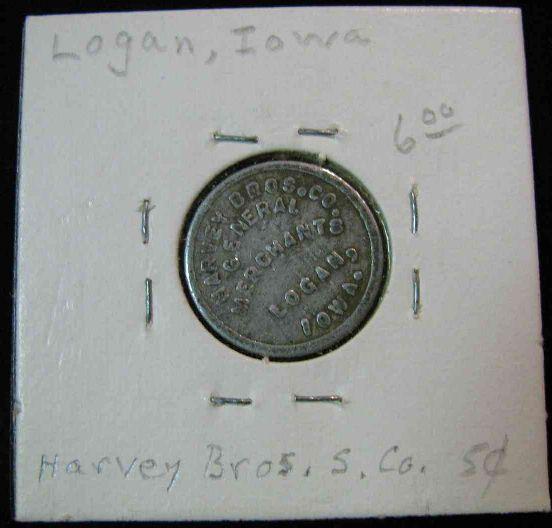 Logan, Iowa
6 00
HARVEY BROS. CO.
GENERAL
MERCHANTS
LOGAN,
IOWA.
Harvey Bros. S. Co. 5¢